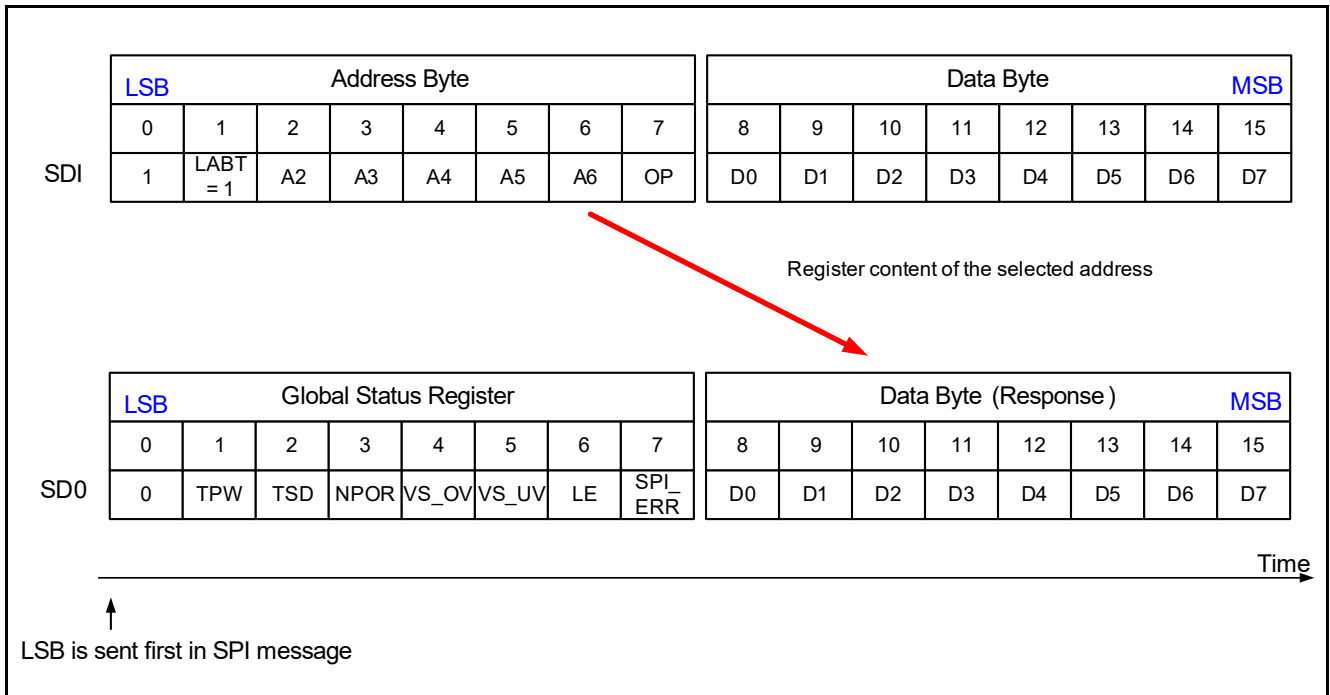 LSB Address Byte Data Byte MSB
0 1 2 3 4 5 6 7 8 9 10 11 12 13 14 15
SDI 1 LABT = 1 A2 A3 A4 A5 A6 OP D0 D1 D2 D3 D4 D5 D6 D7
Register content of the selected address
LSB Global Status Register Data Byte (Response) MSB
0 1 2 3 4 5 6 7 8 9 10 11 12 13 14 15
SD0 0 TPW TSD NPOR VS_OV VS_UV LE SPI_ERR D0 D1 D2 D3 D4 D5 D6 D7
Time
LSB is sent first in SPI message